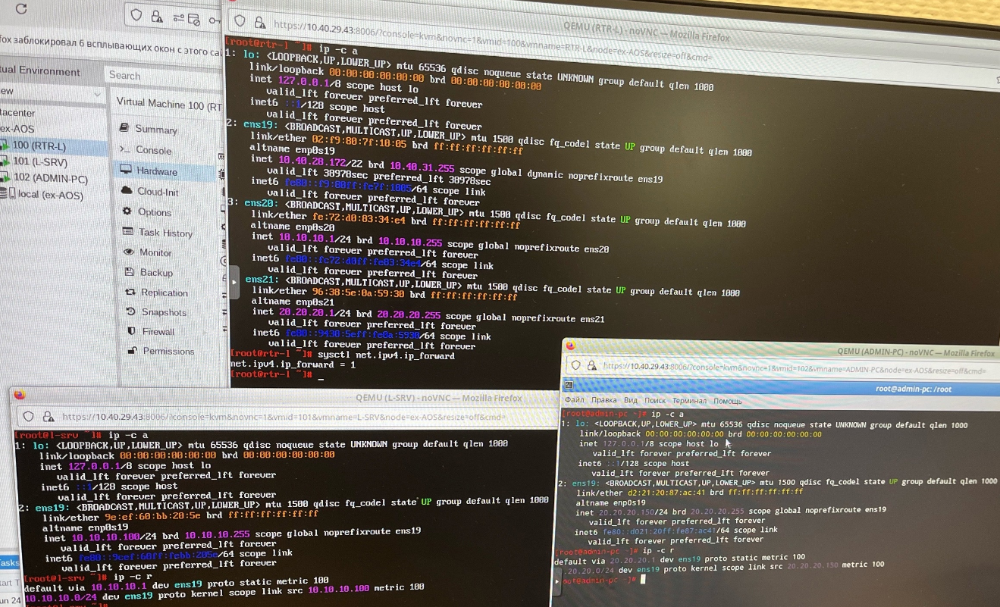 fox заблокировал 6 всплывающих окон с этого
tual Environment
Search
Virtual Machine 100 (RT
tacenter
ex-AOS
100 (RTR-L)
101 (L-SRV)
102 (ADMIN-PC)
local (ex-AOS)
Summary
Console
Hardware
Cloud-Init
Options
Task History
Monitor
Backup
Replication
Snapshots
Firewall
Permissions
QEMU (RTR-L) — noVNC — Mozilla Firefox
https://10.40.29.43:8006/?console=kvm&novnc=1&vmid=100&vmname=RTR-L&node=ex-AOS&resize=off&cmd=
[root@rtr-l ~]# ip -c a
1: lo: <LOOPBACK,UP,LOWER_UP> mtu 65536 qdisc noqueue state UNKNOWN group default qlen 1000
link/loopback 00:00:00:00:00:00 brd 00:00:00:00:00:00
inet 127.0.0.1/8 scope host lo
valid_lft forever preferred_lft forever
inet6 ::1/128 scope host
valid_lft forever preferred_lft forever
2: ens19: <BROADCAST,MULTICAST,UP,LOWER_UP> mtu 1500 qdisc fq_codel state UP group default qlen 1000
link/ether 02:f9:80:7f:10:05 brd ff:ff:ff:ff:ff:ff
altname enp0s19
inet 10.40.28.172/22 brd 10.40.31.255 scope global dynamic noprefixroute ens19
valid_lft 38978sec preferred_lft 38978sec
inet6 fe80::f9:80ff:fe7f:1005/64 scope link
valid_lft forever preferred_lft forever
3: ens20: <BROADCAST,MULTICAST,UP,LOWER_UP> mtu 1500 qdisc fq_codel state UP group default qlen 1000
link/ether fe:72:d0:83:34:e4 brd ff:ff:ff:ff:ff:ff
altname enp0s20
inet 10.10.10.1/24 brd 10.10.10.255 scope global noprefixroute ens20
valid_lft forever preferred_lft forever
inet6 fe80::fc72:d0ff:fe83:34e4/64 scope link
valid_lft forever preferred_lft forever
ens21: <BROADCAST,MULTICAST,UP,LOWER_UP> mtu 1500 qdisc fq_codel state UP group default qlen 1000
link/ether 96:38:5e:0a:59:30 brd ff:ff:ff:ff:ff:ff
altname enp0s21
inet 20.20.20.1/24 brd 20.20.20.255 scope global noprefixroute ens21
valid_lft forever preferred_lft forever
inet6 fe80::9438:5eff:fe0a:5930/64 scope link
valid_lft forever preferred_lft forever
[root@rtr-l ~]# sysctl net.ipv4.ip_forward
net.ipv4.ip_forward = 1
[root@rtr-l ~]# _
QEMU (L-SRV) - noVNC — Mozilla Firefox
https://10.40.29.43:8006/?console=kvm&novnc=1&vmid=101&vmname=L-SRV&node=ex-AOS&resize=off&cmd=
[root@l-srv ~]# ip -c a
1: lo: <LOOPBACK,UP,LOWER_UP> mtu 65536 qdisc noqueue state UNKNOWN group default qlen 1000
link/loopback 00:00:00:00:00:00 brd 00:00:00:00:00:00
inet 127.0.0.1/8 scope host lo
valid_lft forever preferred_lft forever
inet6 ::1/128 scope host
valid_lft forever preferred_lft forever
2: ens19: <BROADCAST,MULTICAST,UP,LOWER_UP> mtu 1500 qdisc fq_codel state UP group default qlen 1000
link/ether 9e:ef:60:bb:20:5e brd ff:ff:ff:ff:ff:ff
altname enp0s19
inet 10.10.10.100/24 brd 10.10.10.255 scope global noprefixroute ens19
valid_lft forever preferred_lft forever
inet6 fe80::9cef:60ff:febb:205e/64 scope link
valid_lft forever preferred_lft forever
[root@l-srv ~]# ip -c r
default via 10.10.10.1 dev ens19 proto static metric 100
10.10.10.0/24 dev ens19 proto kernel scope link src 10.10.10.100 metric 100
QEMU (ADMIN-PC) - noVNC — Mozilla Firefox
https://10.40.29.43:8006/?console=kvm&novnc=1&vmid=102&vmname=ADMIN-PC&node=ex-AOS&resize=off&cmd=
root@admin-pc: /root
Файл Правка Вид Поиск Терминал Помощь
[root@admin-pc ~]# ip -c a
1: lo: <LOOPBACK,UP,LOWER_UP> mtu 65536 qdisc noqueue state UNKNOWN group default qlen 1000
link/loopback 00:00:00:00:00:00 brd 00:00:00:00:00:00
inet 127.0.0.1/8 scope host lo
valid_lft forever preferred_lft forever
inet6 ::1/128 scope host
valid_lft forever preferred_lft forever
2: ens19: <BROADCAST,MULTICAST,UP,LOWER_UP> mtu 1500 qdisc fq_codel state UP group default qlen 1000
link/ether d2:21:20:87:ac:41 brd ff:ff:ff:ff:ff:ff
altname enp0s19
inet 20.20.20.150/24 brd 20.20.20.255 scope global noprefixroute ens19
valid_lft forever preferred_lft forever
inet6 fe80::d021:20ff:fe87:ac41/64 scope link
valid_lft forever preferred_lft forever
[root@admin-pc ~]# ip -c r
default via 20.20.20.1 dev ens19 proto static metric 100
.20.20.0/24 dev ens19 proto kernel scope link src 20.20.20.150 metric 100
oot@admin-pc ~]#
Tasks
tart T
un 24